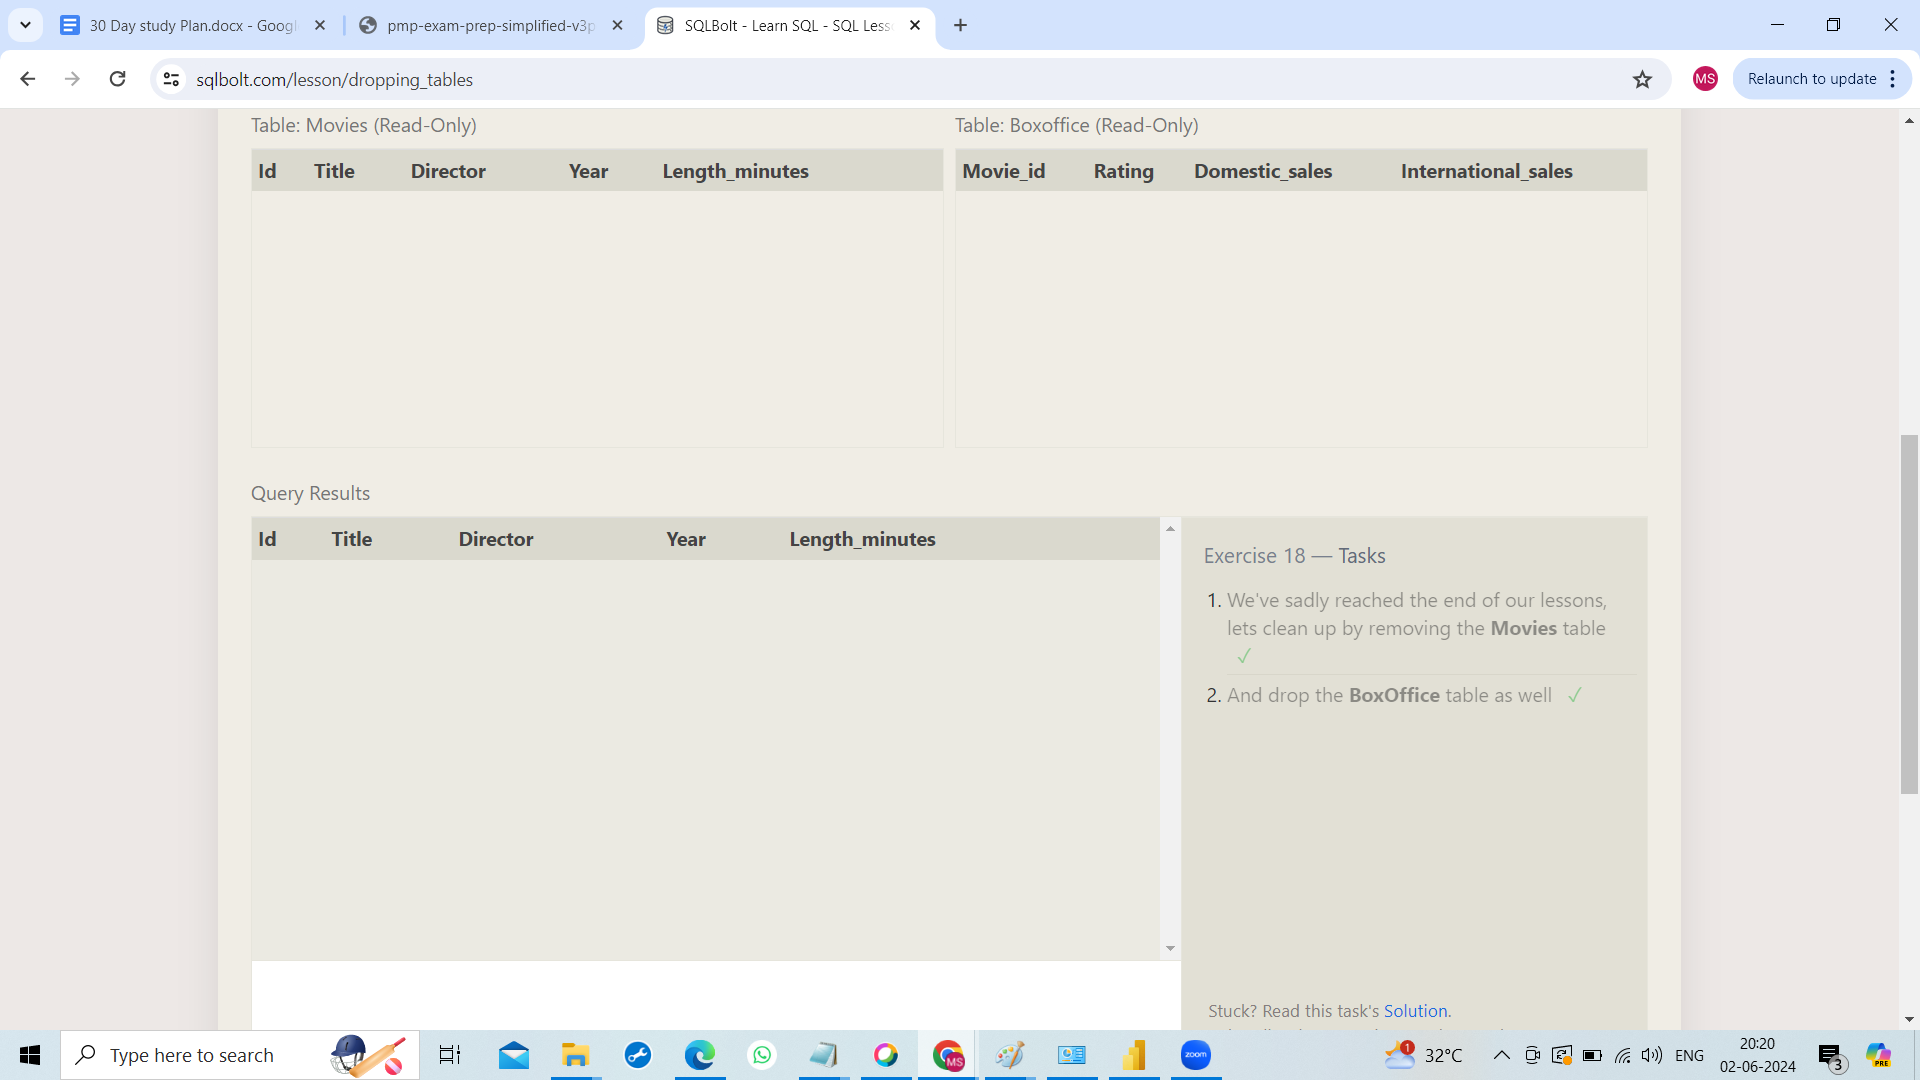 30 Day study Plan.docx - Googl
pmp-exam-prep-simplified-v3p
SQLBolt - Learn SQL - SQL Less
sqlbolt.com/lesson/dropping_tables
MS
Relaunch to update
Table: Movies (Read-Only)
Id Title Director Year Length_minutes
Table: Boxoffice (Read-Only)
Movie_id Rating Domestic_sales International_sales
Query Results
Id Title Director Year Length_minutes
Exercise 18 — Tasks
1. We've sadly reached the end of our lessons,
lets clean up by removing the Movies table
✓
2. And drop the BoxOffice table as well ✓
Stuck? Read this task's Solution.
Type here to search
MS
zoom
1
32°C
ENG
20:20
02-06-2024
3
PRE